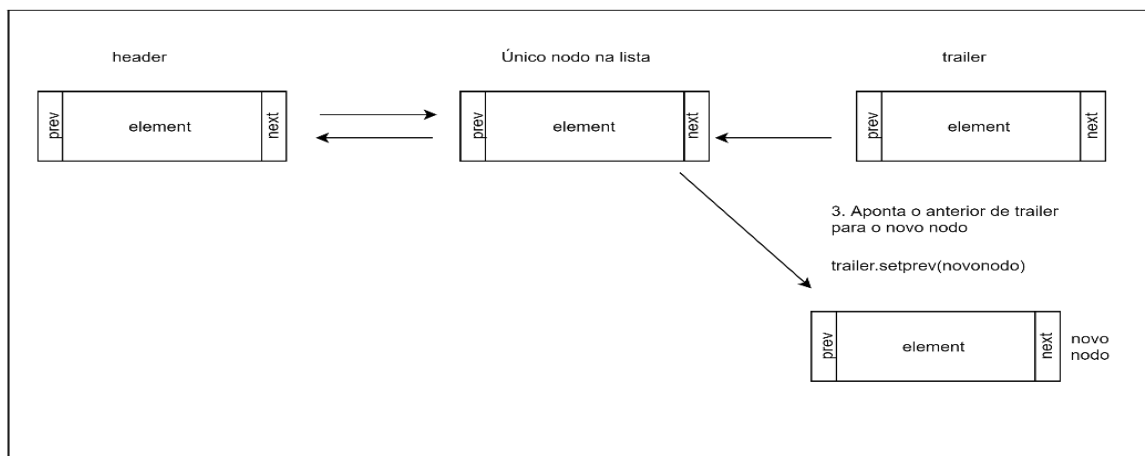 header
Único nodo na lista
trailer
prev
element
next
prev
element
next
prev
element
next
3. Aponta o anterior de trailer
para o novo nodo
trailer.setprev(novonodo)
prev
element
next
novo
nodo